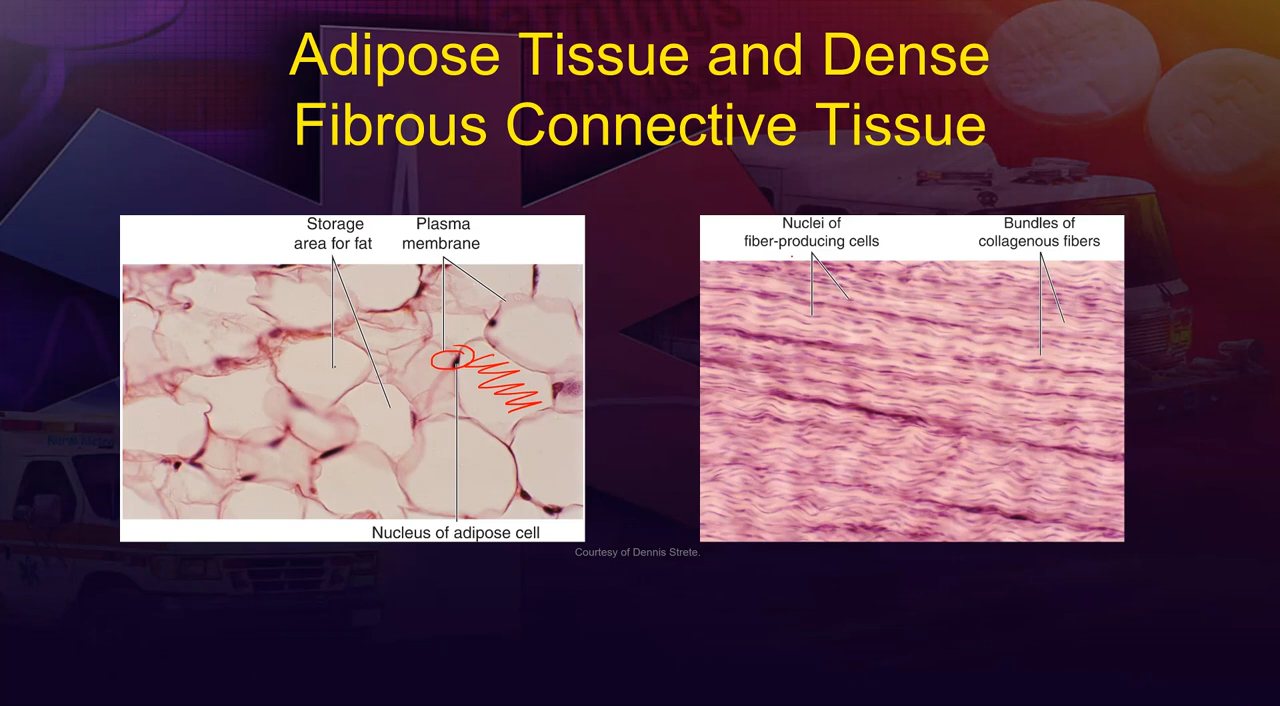 Adipose Tissue and Dense
Fibrous Connective Tissue
Storage
area for fat
Plasma
membrane
Nucleus of adipose cell
Nuclei of
fiber-producing cells
Bundles of
collagenous fibers
Courtesy of Dennis Strete.